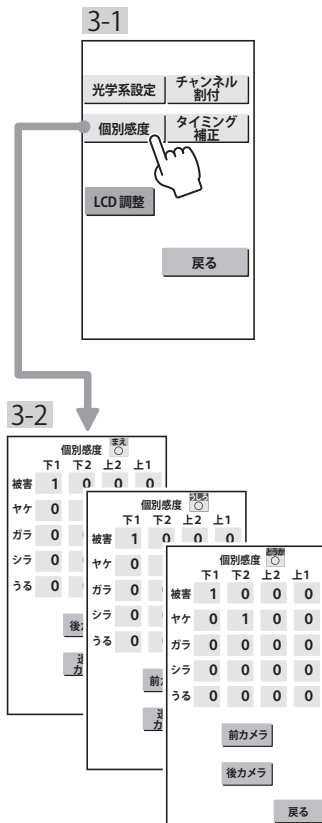 3-1
光学系設定
チャンネル
割付
個別感度
タイミング
補正
LCD 調整
戻る
3-2
個別感度 まえ
下1 下2 上2 上1
被害 1 0 0 0
ヤケ 0
ガラ 0
シラ 0
うる 0
個別感度 うしろ
下1 下2 上2 上1
被害 1 0
ヤケ 0
ガラ 0
シラ 0
うる 0
個別感度 とうか
下1 下2 上2 上1
被害 1 0 0 0
ヤケ 0 1 0 0
ガラ 0 0 0 0
シラ 0 0 0 0
うる 0 0 0 0
前カメラ
後カメラ
戻る